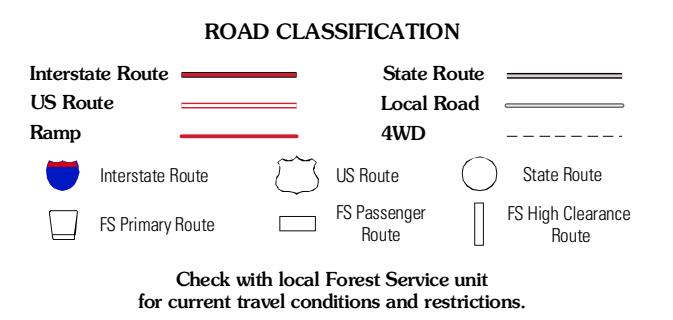 ROAD CLASSIFICATION
Interstate Route
State Route
US Route
Local Road
Ramp
4WD
Interstate Route
US Route
State Route
FS Primary Route
FS Passenger
Route
FS High Clearance
Route
Check with local Forest Service unit
for current travel conditions and restrictions.